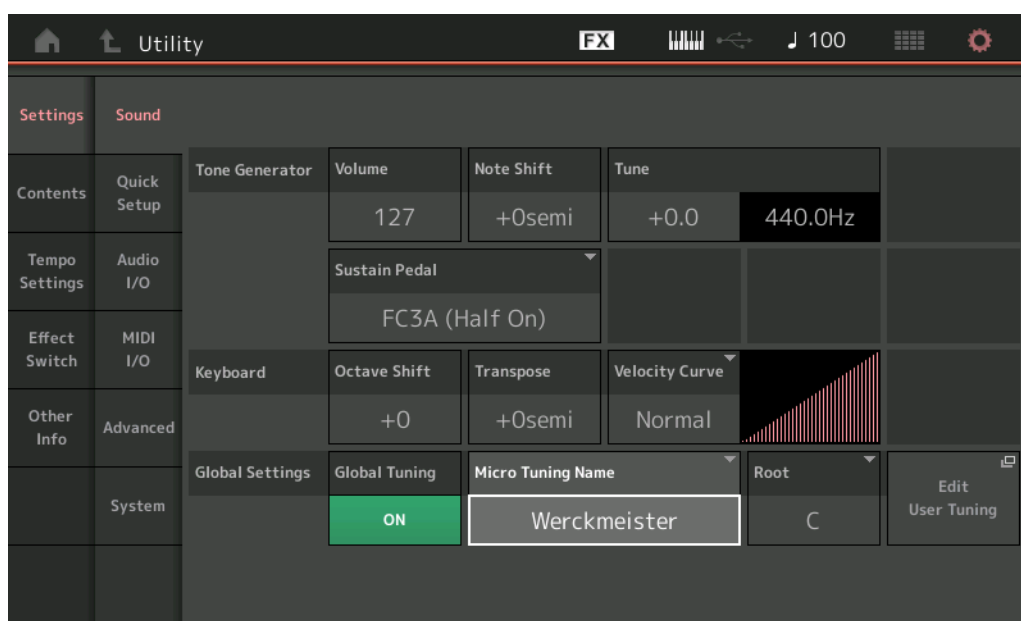 Utility
FX
♩ 100
Settings
Sound
Contents
Quick
Setup
Tempo
Settings
Audio
I/O
Effect
Switch
MIDI
I/O
Other
Info
Advanced
System
Tone Generator
Volume
Note Shift
Tune
127
+0semi
+0.0
440.0Hz
Sustain Pedal
FC3A (Half On)
Keyboard
Octave Shift
Transpose
Velocity Curve
+0
+0semi
Normal
Global Settings
Global Tuning
Micro Tuning Name
Root
Edit
User Tuning
ON
Werckmeister
C